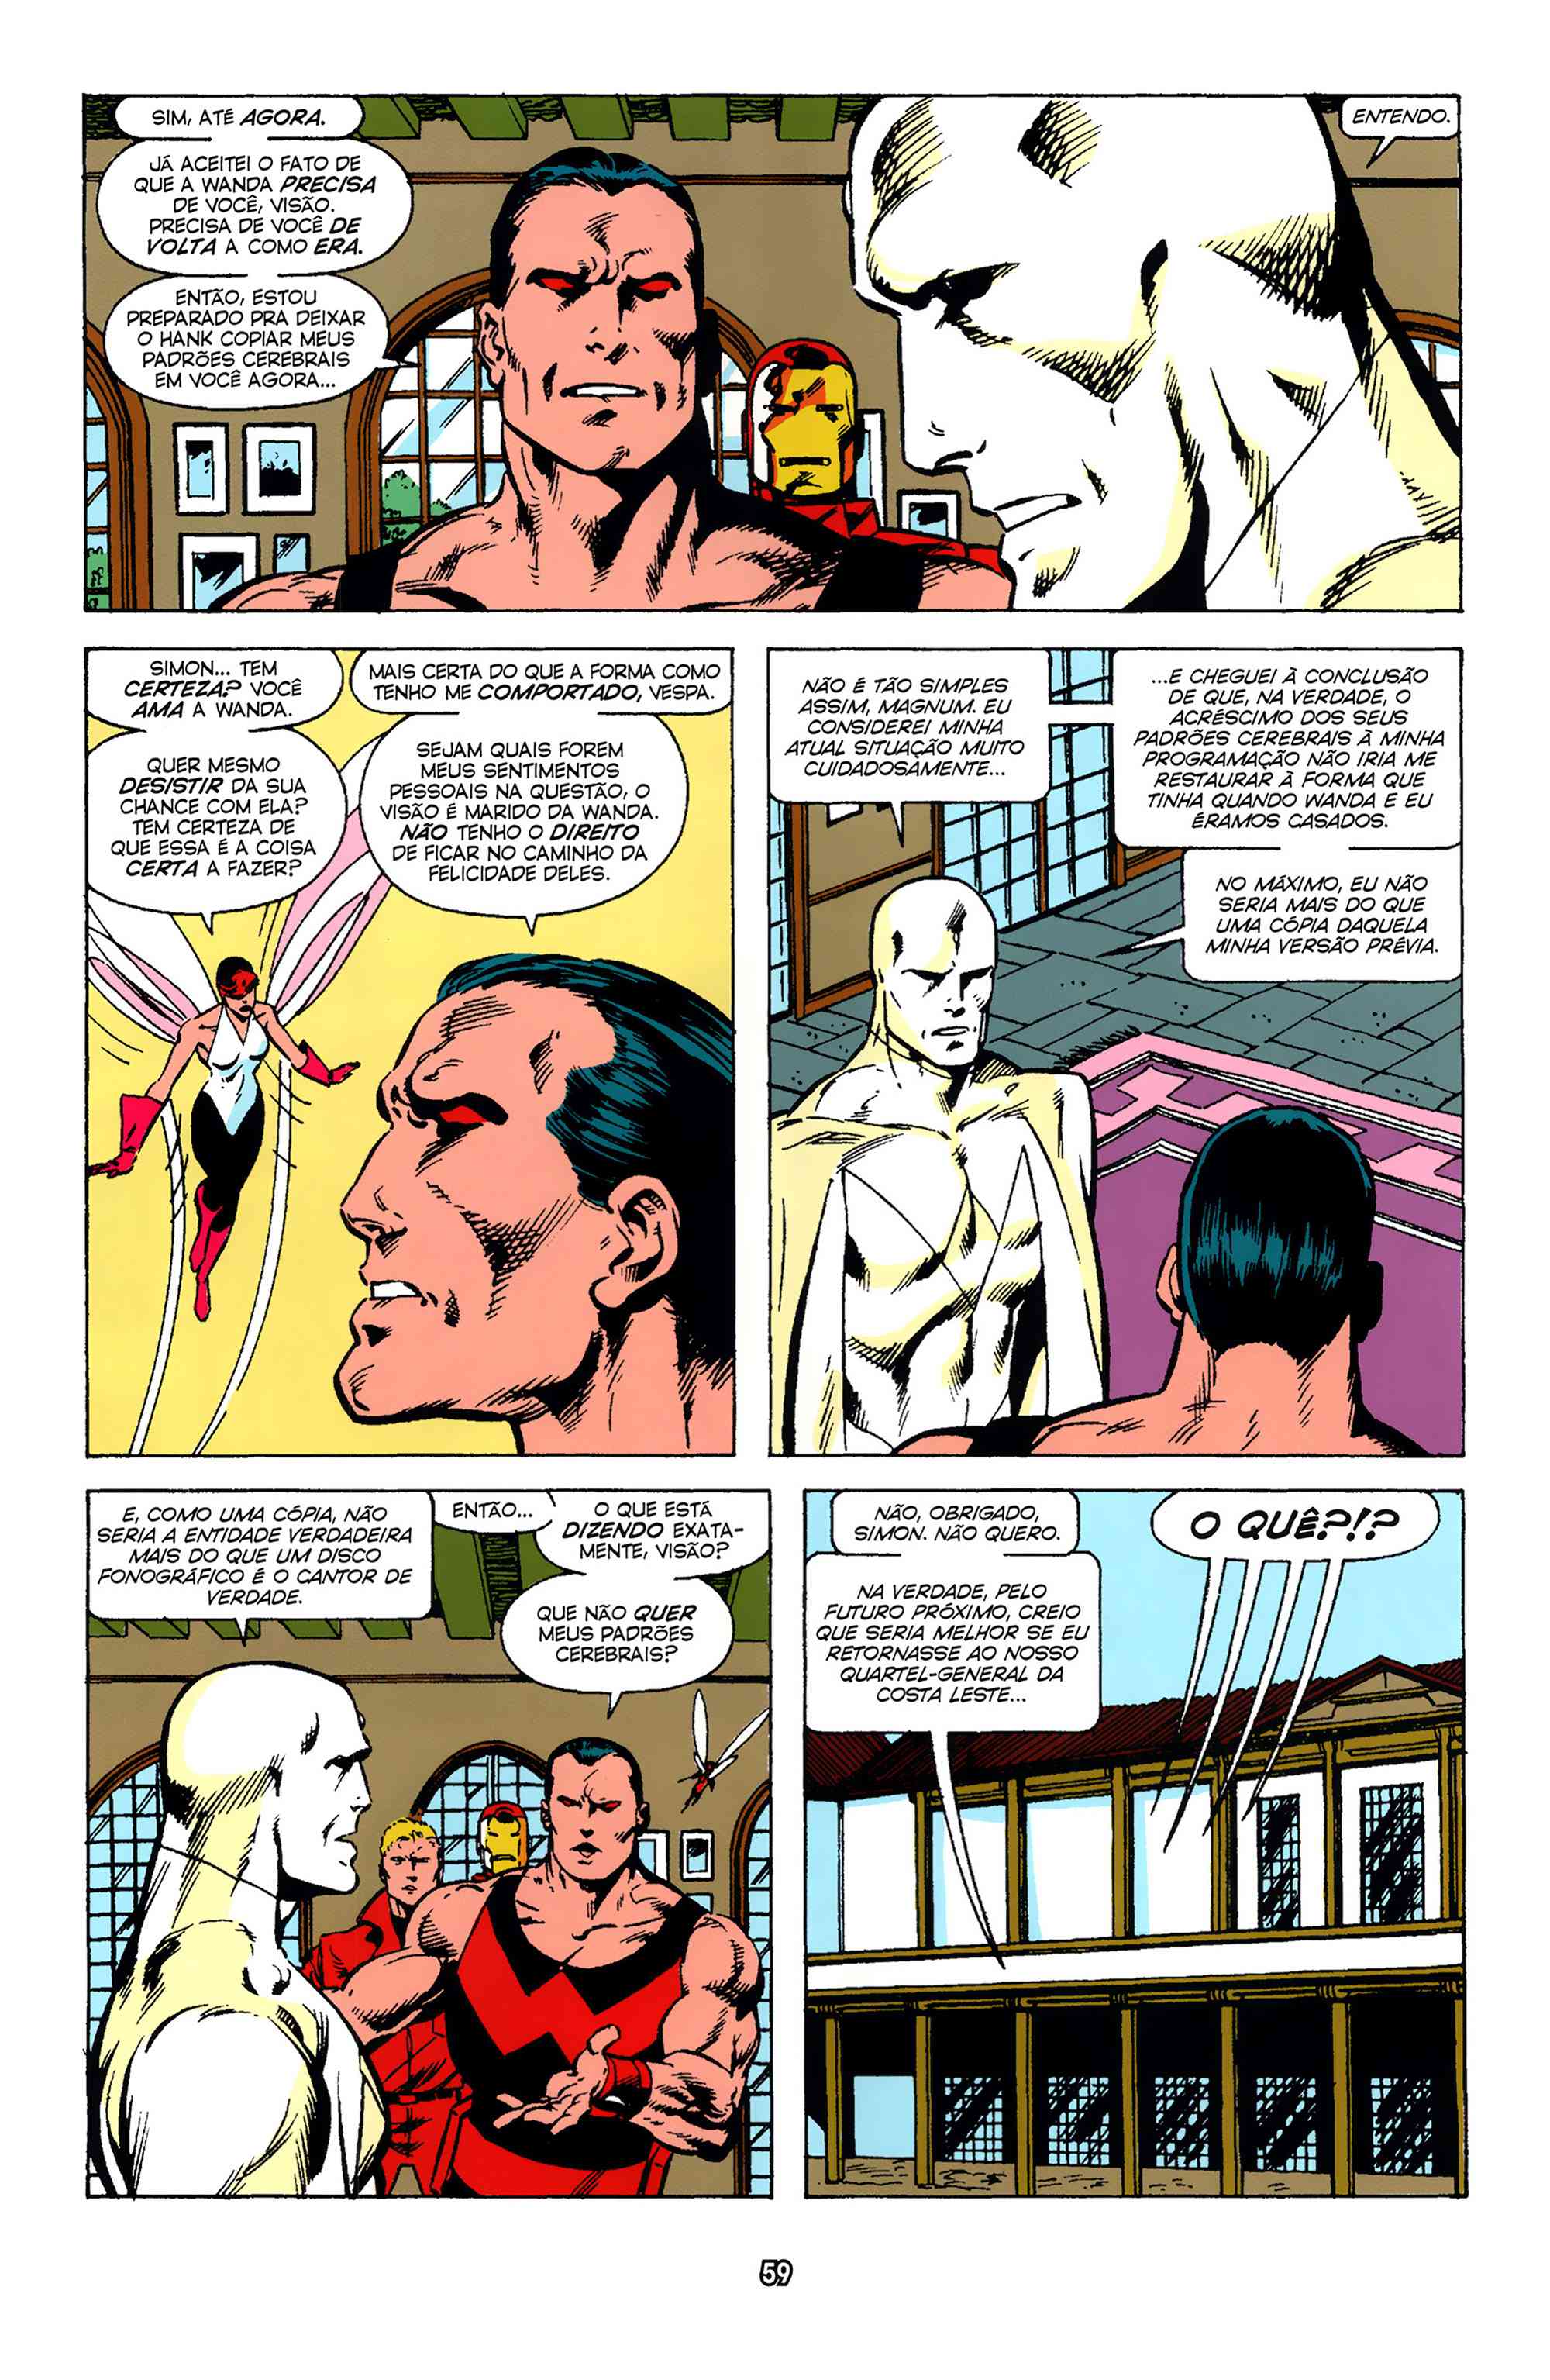 SIM, ATÉ AGORA.
JÁ ACEITEI O FATO DE
QUE A WANDA PRECISA
DE VOCÊ, VISÃO.
PRECISA DE VOCÊ DE
VOLTA A COMO ERA.
ENTÃO, ESTOU
PREPARADO PRA DEIXAR
O HANK COPIAR MEUS
PADRÕES CEREBRAIS
EM VOCÊ AGORA...
ENTENDO.
SIMON... TEM
CERTEZA? VOCÊ
AMA A WANDA.
QUER MESMO
DESISTIR DA SUA
CHANCE COM ELA?
TEM CERTEZA DE
QUE ESSA É A COISA
CERTA A FAZER?
MAIS CERTA DO QUE A FORMA COMO
TENHO ME COMPORTADO, VESPA.
SEJAM QUAIS FOREM
MEUS SENTIMENTOS
PESSOAIS NA QUESTÃO, O
VISÃO É MARIDO DA WANDA.
NÃO TENHO O DIREITO
DE FICAR NO CAMINHO DA
FELICIDADE DELES.
NÃO É TÃO SIMPLES
ASSIM, MAGNUM. EU
CONSIDEREI MINHA
ATUAL SITUAÇÃO MUITO
CUIDADOSAMENTE...
...E CHEGUEI À CONCLUSÃO
DE QUE, NA VERDADE, O
ACRÉSCIMO DOS SEUS
PADRÕES CEREBRAIS À MINHA
PROGRAMAÇÃO NÃO IRIA ME
RESTAURAR À FORMA QUE
TINHA QUANDO WANDA E EU
ÉRAMOS CASADOS.
NO MÁXIMO, EU NÃO
SERIA MAIS DO QUE
UMA CÓPIA DAQUELA
MINHA VERSÃO PRÉVIA.
E, COMO UMA CÓPIA, NÃO
SERIA A ENTIDADE VERDADEIRA
MAIS DO QUE UM DISCO
FONOGRÁFICO É O CANTOR DE
VERDADE.
ENTÃO...
O QUE ESTÁ
DIZENDO EXATA-
MENTE, VISÃO?
QUE NÃO QUER
MEUS PADRÕES
CEREBRAIS?
NÃO, OBRIGADO,
SIMON. NÃO QUERO.
NA VERDADE, PELO
FUTURO PRÓXIMO, CREIO
QUE SERIA MELHOR SE EU
RETORNASSE AO NOSSO
QUARTEL-GENERAL DA
COSTA LESTE...
O QUÊ?!?
59